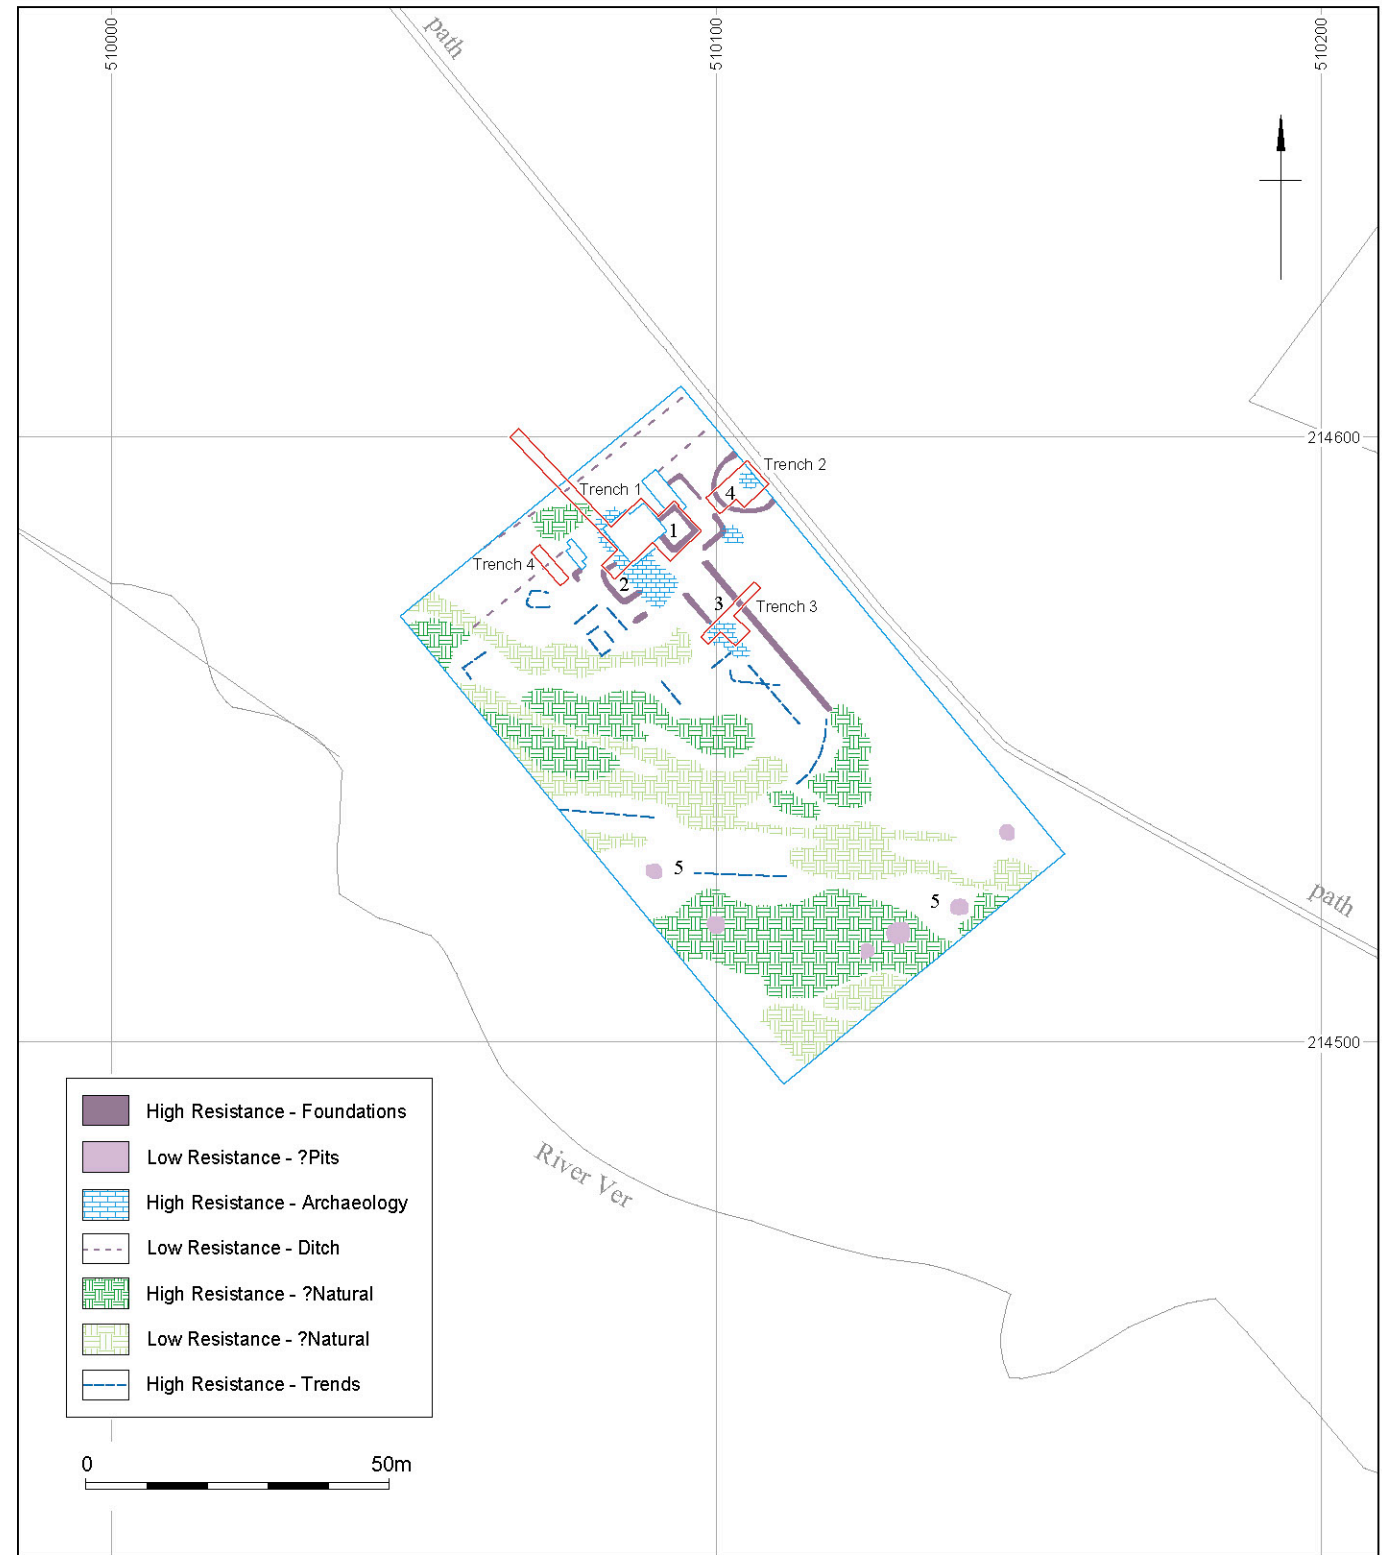 510000
510100
510200
path
214600
Trench 2
Trench 1
4
1
Trench 4
2
3
Trench 3
5
5
path
214500
River Ver
High Resistance - Foundations
Low Resistance - ?Pits
High Resistance - Archaeology
Low Resistance - Ditch
High Resistance - ?Natural
Low Resistance - ?Natural
High Resistance - Trends
0 50m